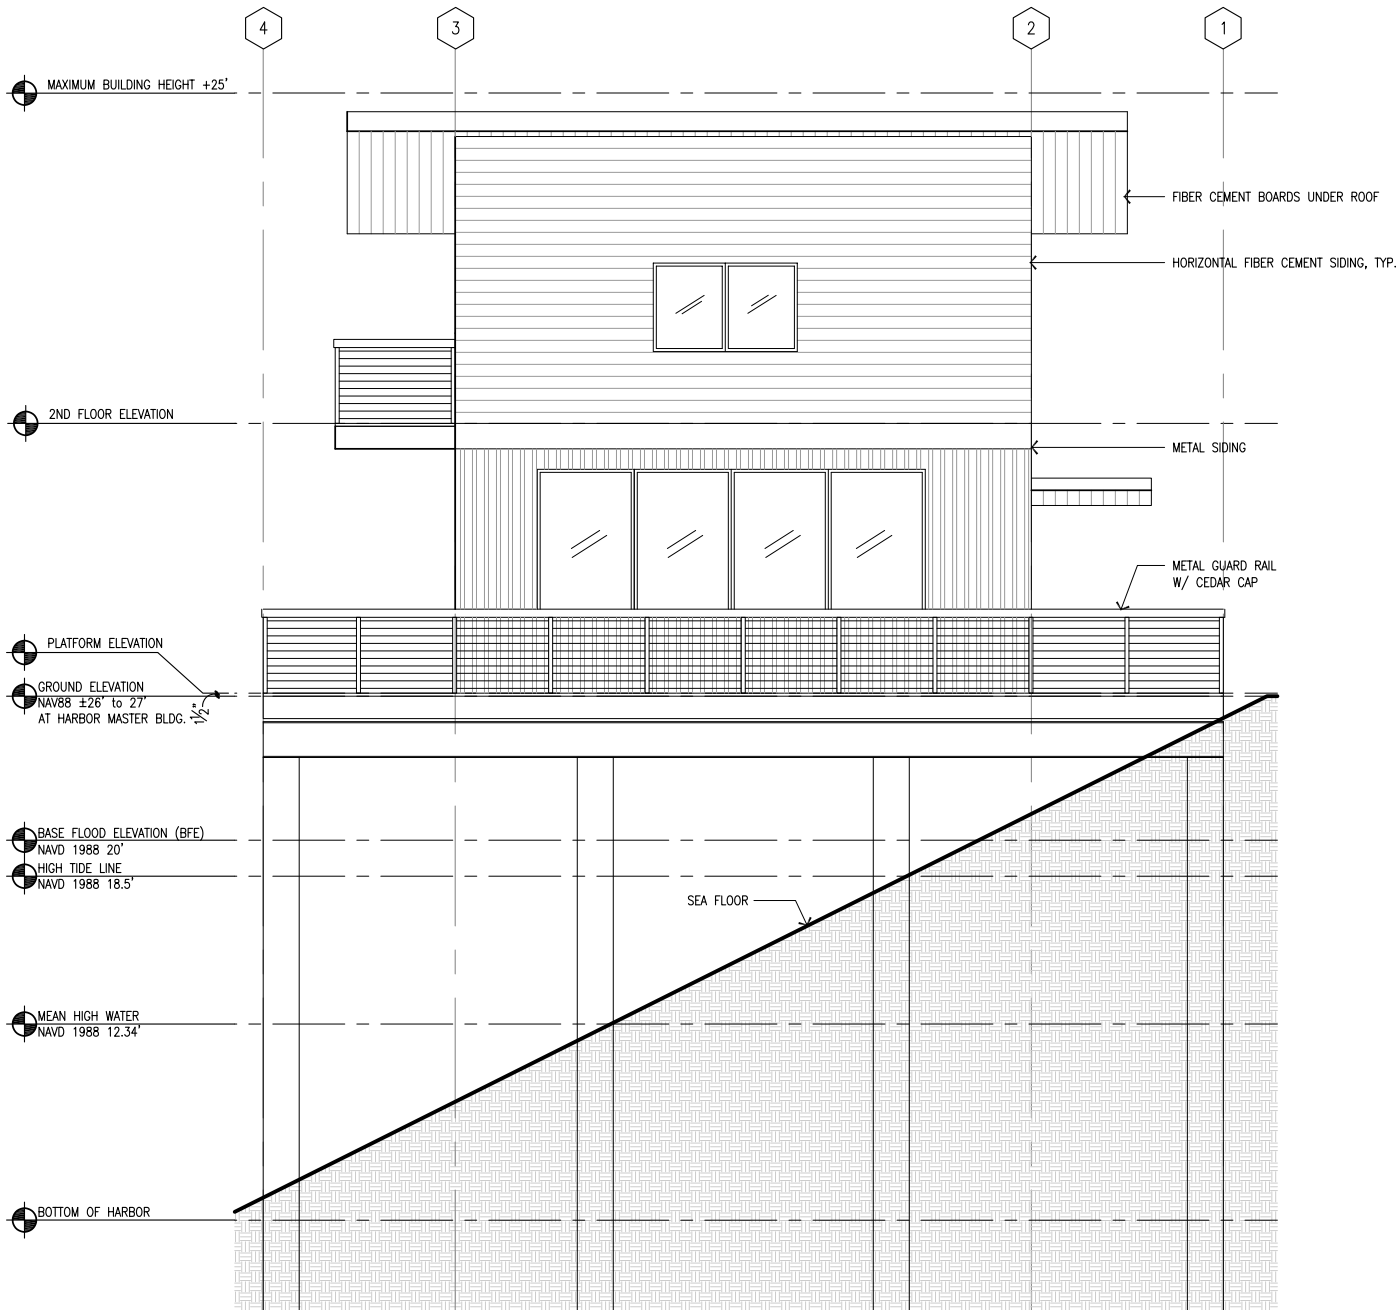 4
3
2
1
MAXIMUM BUILDING HEIGHT +25'
FIBER CEMENT BOARDS UNDER ROOF
HORIZONTAL FIBER CEMENT SIDING, TYP.
2ND FLOOR ELEVATION
METAL SIDING
METAL GUARD RAIL
W/ CEDAR CAP
PLATFORM ELEVATION
GROUND ELEVATION
NAV88 ±26' to 27'
AT HARBOR MASTER BLDG.
1/2"
BASE FLOOD ELEVATION (BFE)
NAVD 1988 20'
HIGH TIDE LINE
NAVD 1988 18.5'
SEA FLOOR
MEAN HIGH WATER
NAVD 1988 12.34'
BOTTOM OF HARBOR